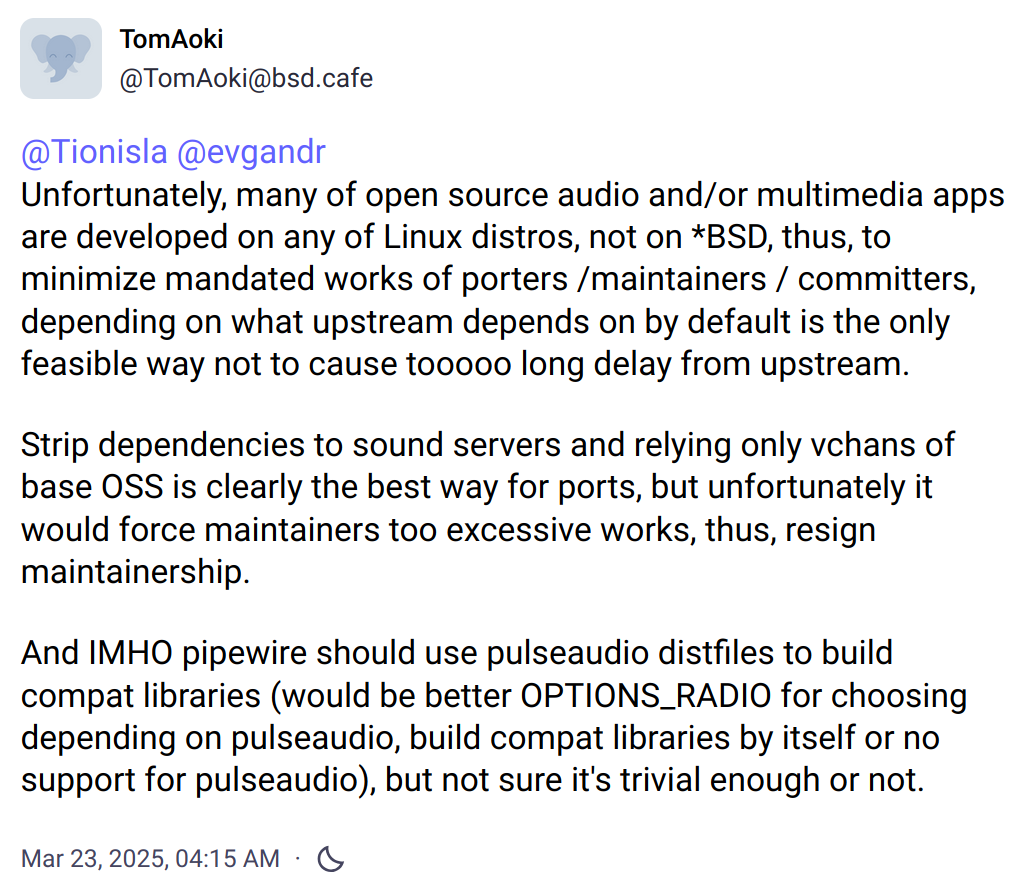 TomAoki
@TomAoki@bsd.cafe
@Tionisla @evgandr
Unfortunately, many of open source audio and/or multimedia apps
are developed on any of Linux distros, not on *BSD, thus, to
minimize mandated works of porters /maintainers / committers,
depending on what upstream depends on by default is the only
feasible way not to cause tooooo long delay from upstream.
Strip dependencies to sound servers and relying only vchans of
base OSS is clearly the best way for ports, but unfortunately it
would force maintainers too excessive works, thus, resign
maintainership.
And IMHO pipewire should use pulseaudio distfiles to build
compat libraries (would be better OPTIONS_RADIO for choosing
depending on pulseaudio, build compat libraries by itself or no
support for pulseaudio), but not sure it's trivial enough or not.
Mar 23, 2025, 04:15 AM ·